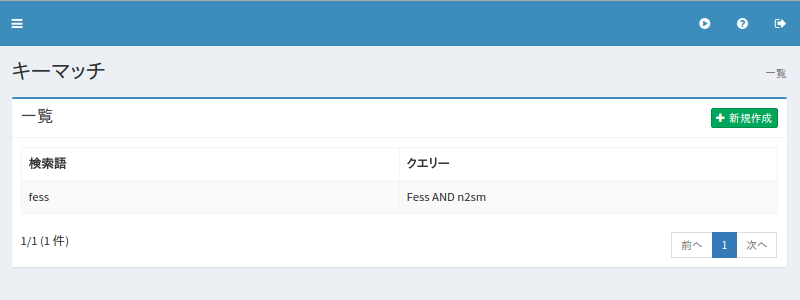 キーマッチ
一覧
一覧
新規作成
検索語 クエリー
fess Fess AND n2sm
1/1 (1 件)
前へ 1 次へ